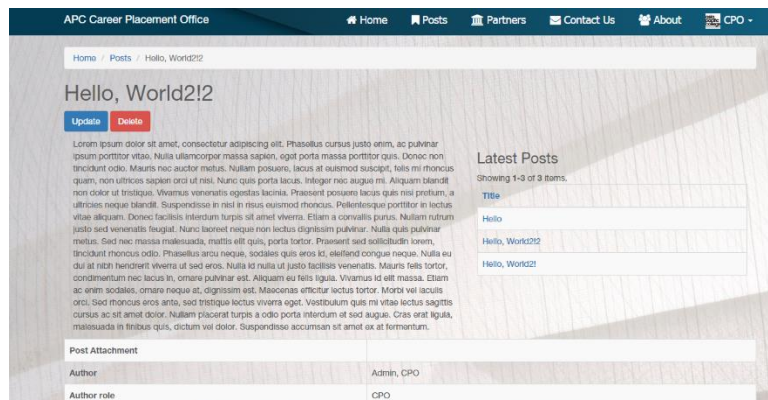 APC Career Placement Office
Home
Posts
Partners
Contact Us
About
CPO
Home / Posts / Hello, World2!2
Hello, World2!2
Update
Delete
Lorem ipsum dolor sit amet, consectetur adipiscing elit. Phasellus cursus justo enim, ac pulvinar
ipsum porttitor vitae. Nulla ullamcorper massa sapien, eget porta massa porttitor quis. Donec non
tincidunt odio. Mauris nec auctor metus. Nullam posuere, lacus at euismod suscipit, felis mi rhoncus
quam, non ultrices sapien orci ut nisi. Nunc quis porta lacus. Integer nec augue mi. Aliquam blandit
non dolor ut tristique. Vivamus venenatis egestas lacinia. Praesent posuere lacus quis nisi pretium, a
ultricies neque blandit. Suspendisse in nisl in risus euismod rhoncus. Pellentesque porttitor in lectus
vitae aliquam. Donec facilisis interdum turpis sit amet viverra. Etiam a convallis purus. Nullam rutrum
justo sed venenatis feugiat. Nunc laoreet neque non lectus dignissim pulvinar. Nulla quis pulvinar
metus. Sed nec massa malesuada, mattis elit quis, porta tortor. Praesent sed sollicitudin lorem,
tincidunt rhoncus odio. Phasellus arcu neque, sodales quis eros id, eleifend congue neque. Nulla eu
dui at nibh hendrerit viverra ut sed eros. Nulla id nulla ut justo facilisis venenatis. Mauris felis tortor,
condimentum nec lacus in, ornare pulvinar est. Aliquam eu felis ligula. Vivamus id elit massa. Etiam
ac enim sodales, ornare neque at, dignissim est. Maecenas efficitur lectus tortor. Morbi vel iaculis
orci. Sed rhoncus eros ante, sed tristique lectus viverra eget. Vestibulum quis mi vitae lectus sagittis
cursus ac sit amet dolor. Nullam placerat turpis a odio porta interdum et sed augue. Cras erat ligula,
malesuada in finibus quis, dictum vel dolor. Suspendisse accumsan sit amet ex at fermentum.
Latest Posts
Showing 1-3 of 3 items.
Title
Hello
Hello, World2!2
Hello, World2!
Post Attachment
Author
Admin, CPO
Author role
CPO